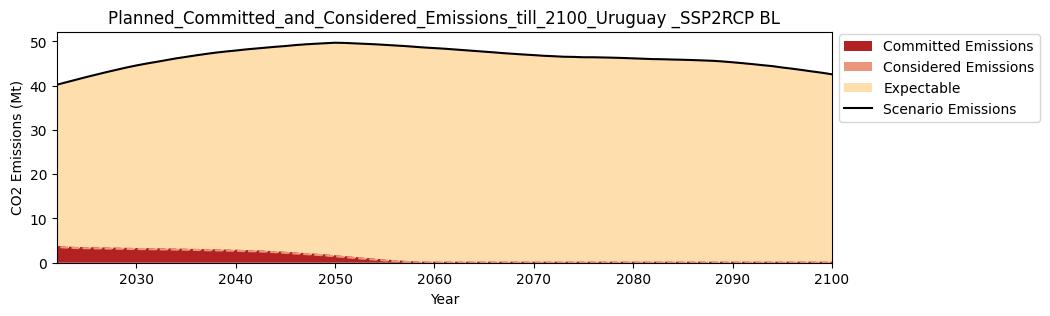 Planned_Committed_and_Considered_Emissions_till_2100_Uruguay _SSP2RCP BL
CO2 Emissions (Mt)
50
40
30
20
10
0
2030 2040 2050 2060 2070 2080 2090 2100
Year
Committed Emissions
Considered Emissions
Expectable
Scenario Emissions